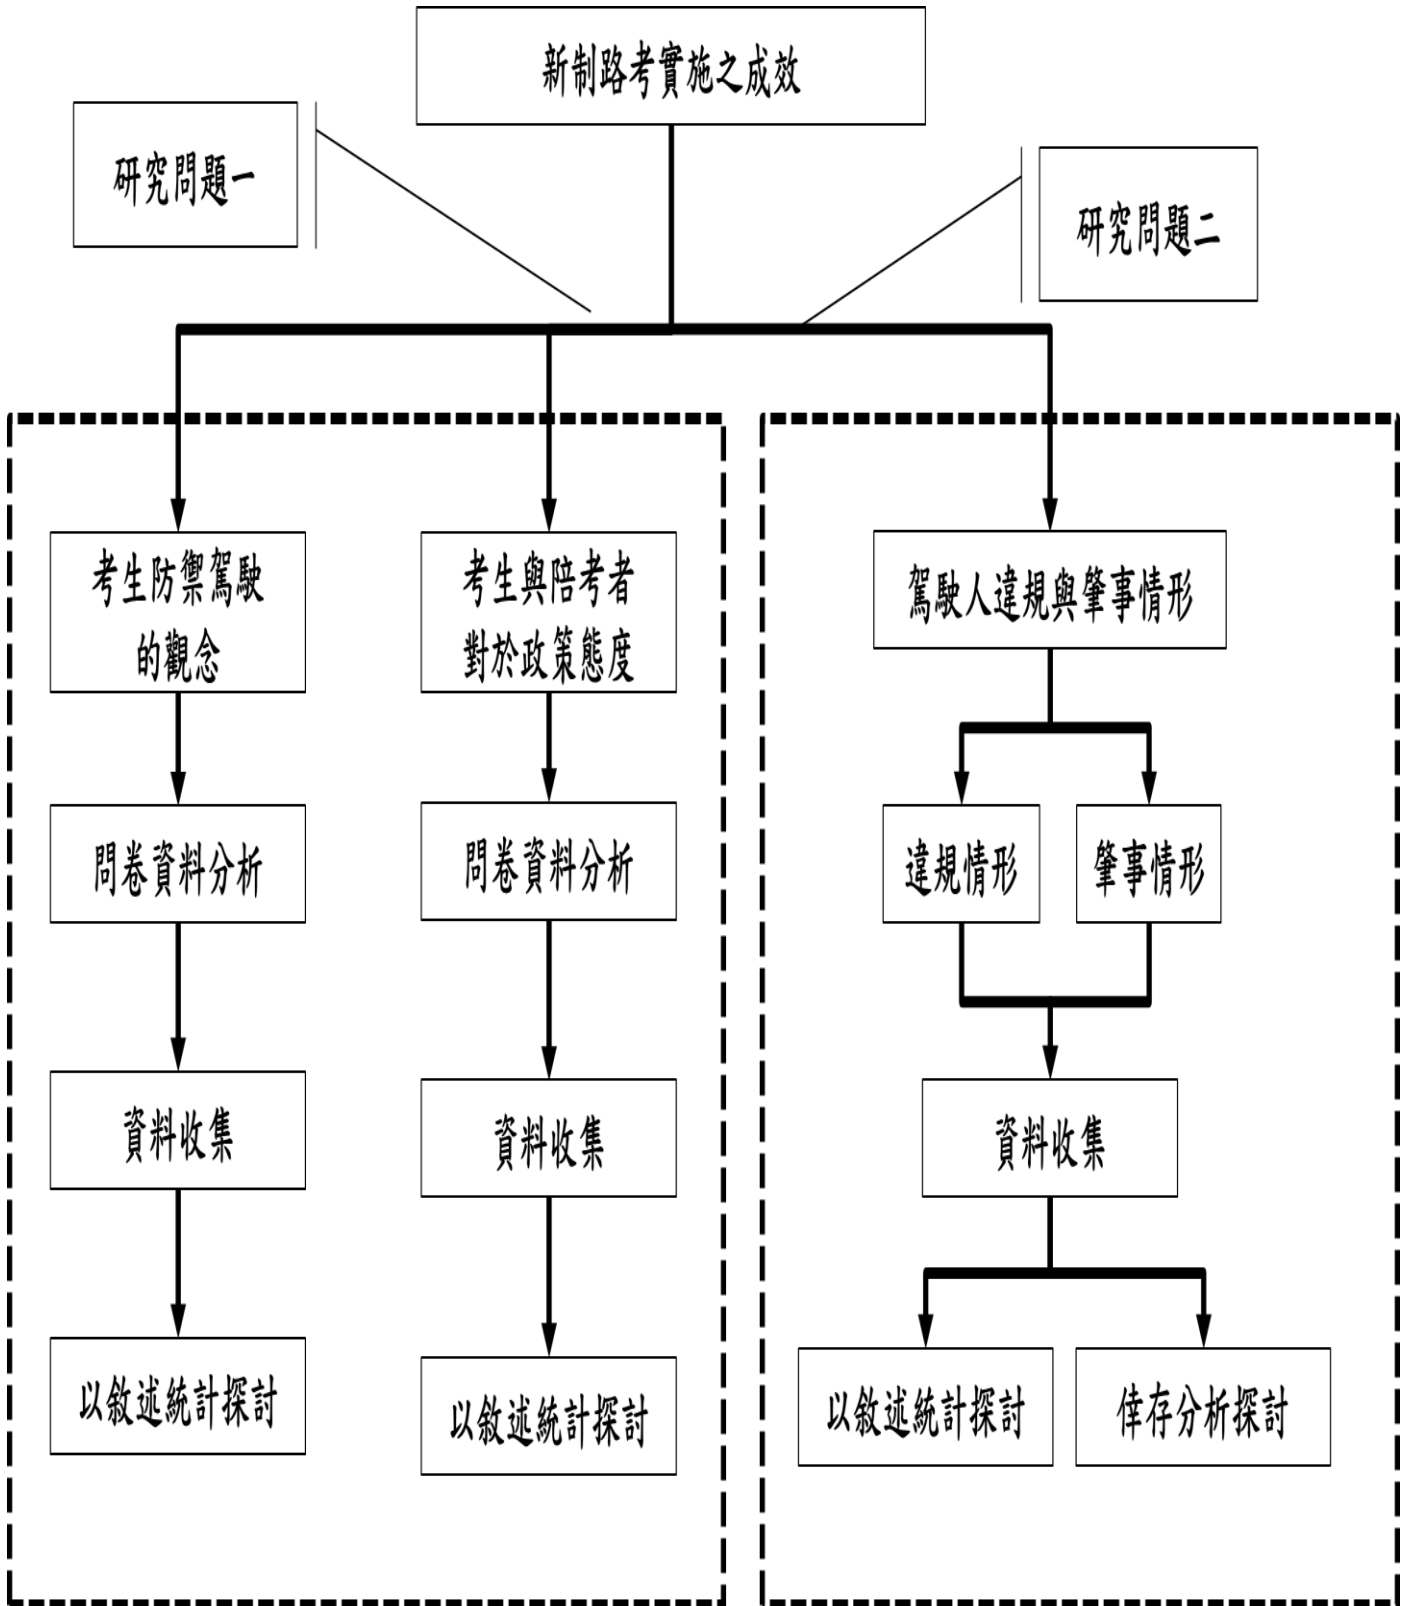 新制路考實施之成效
研究問題一
研究問題二
考生防禦駕駛
的觀念
考生與陪考者
對於政策態度
駕駛人違規與肇事情形
問卷資料分析
問卷資料分析
違規情形
肇事情形
資料收集
資料收集
資料收集
以敘述統計探討
以敘述統計探討
以敘述統計探討
倖存分析探討